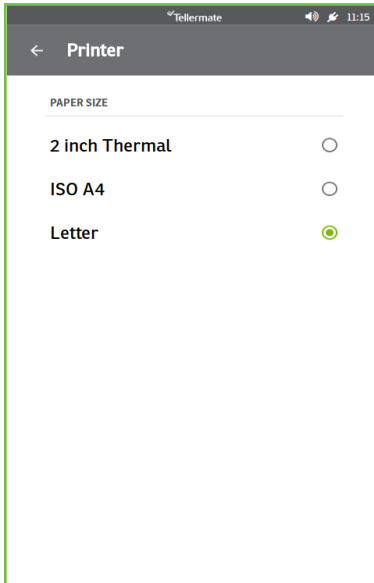 Tellermate 11:15
Printer
PAPER SIZE
2 inch Thermal
ISO A4
Letter